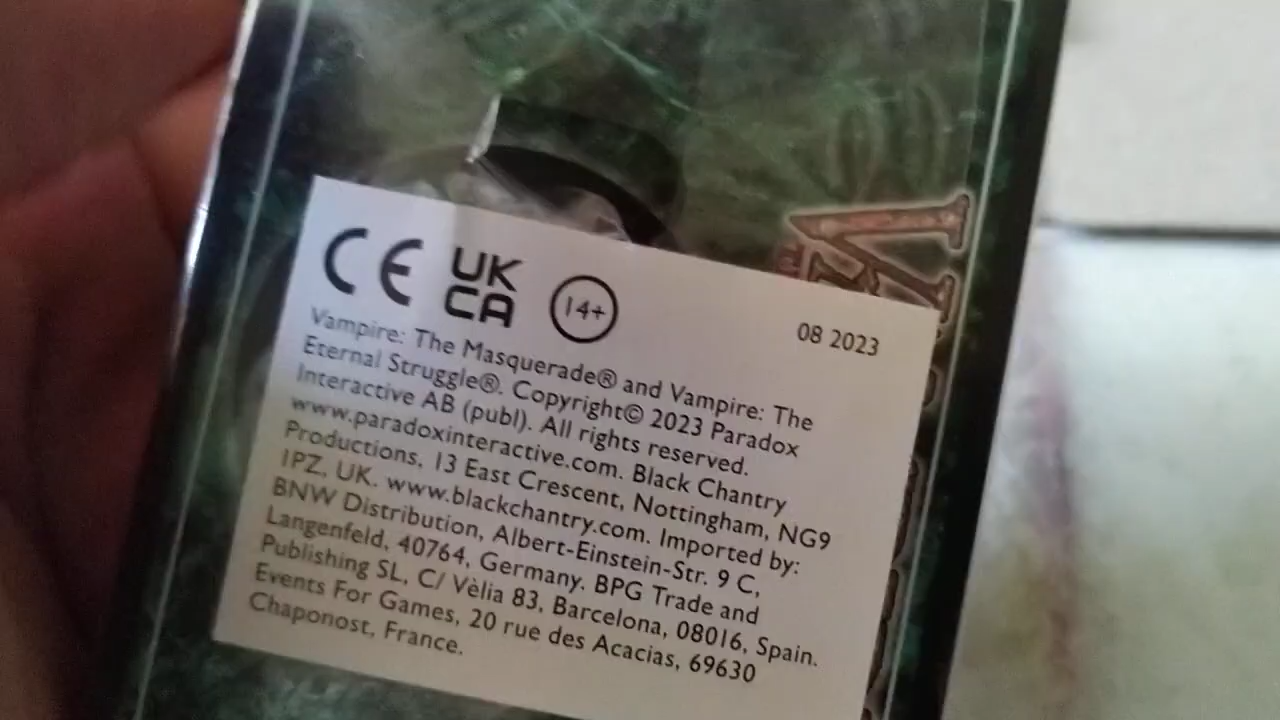 CE UK CA 14+ 08 2023
Vampire: The Masquerade® and Vampire: The
Eternal Struggle®. Copyright© 2023 Paradox
Interactive AB (publ). All rights reserved.
www.paradoxinteractive.com. Black Chantry
Productions, 13 East Crescent, Nottingham, NG9
1PZ, UK. www.blackchantry.com. Imported by:
BNW Distribution, Albert-Einstein-Str. 9 C,
Langenfeld, 40764, Germany. BPG Trade and
Publishing SL, C/ Vèlia 83, Barcelona, 08016, Spain.
Events For Games, 20 rue des Acacias, 69630
Chaponost, France.